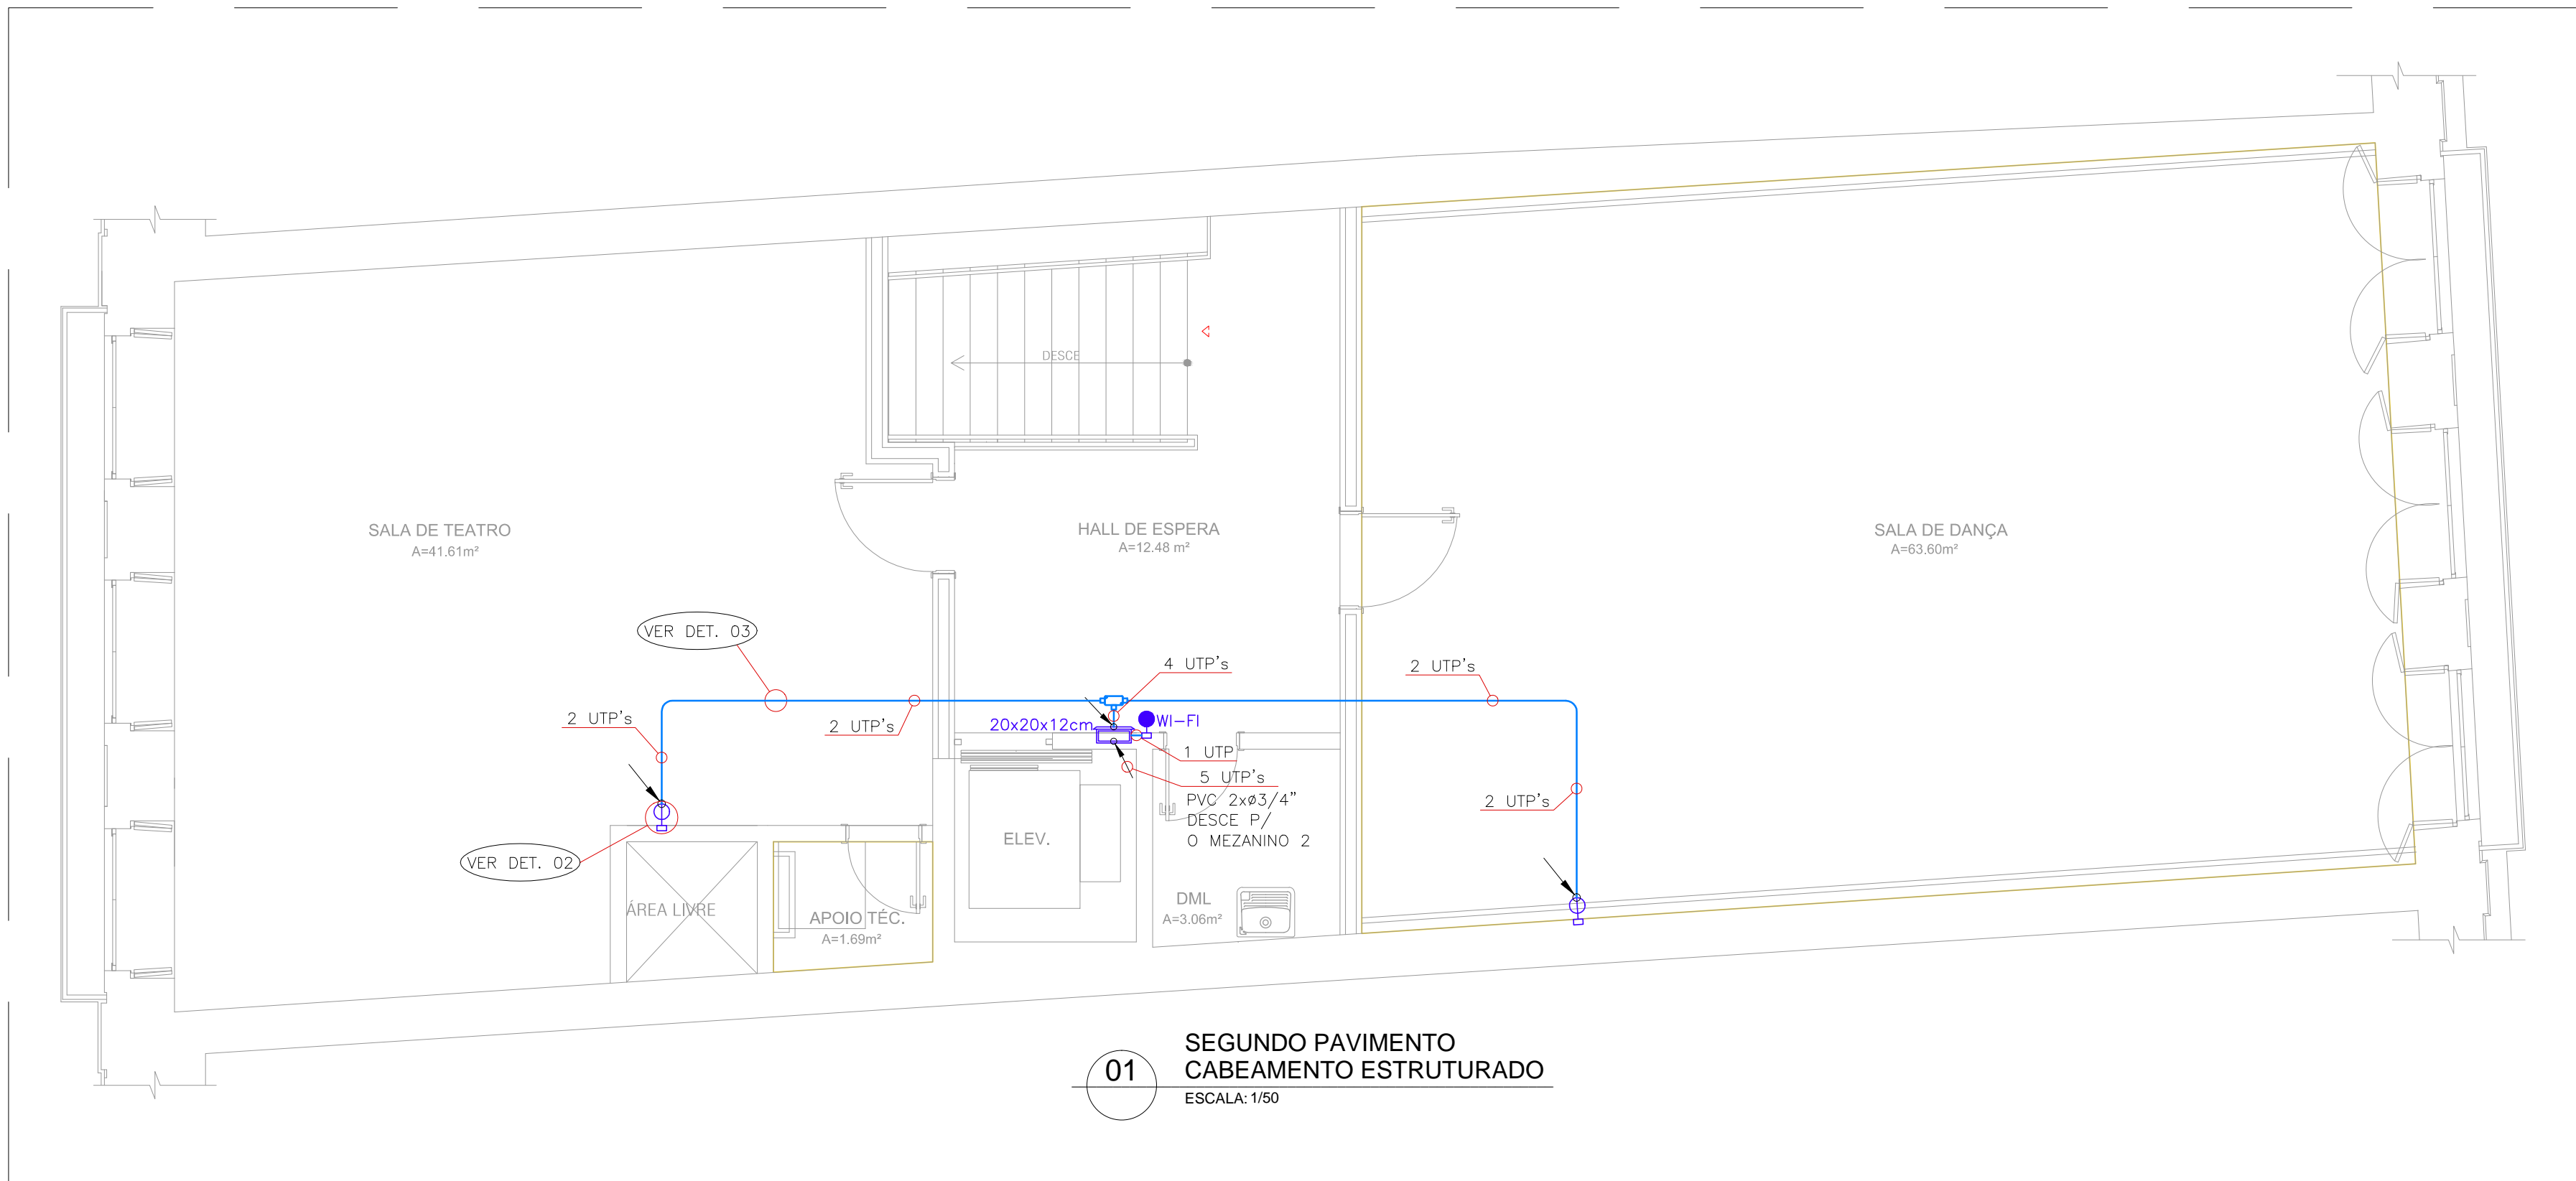 DESCE
SALA DE TEATRO
A=41.61m²
HALL DE ESPERA
A=12.48 m²
SALA DE DANÇA
A=63.60m²
VER DET. 03
4 UTP's
2 UTP's
2 UTP's
2 UTP's
20x20x12cm
WI-FI
1 UTP
5 UTP's
PVC 2xø3/4"
DESCE P/
O MEZANINO 2
2 UTP's
VER DET. 02
ELEV.
ÁREA LIVRE
APOIO TÉC.
A=1.69m²
DML
A=3.06m²
01
SEGUNDO PAVIMENTO
CABEAMENTO ESTRUTURADO
ESCALA: 1/50